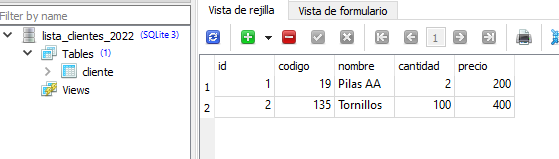 Filter by name
lista_clientes_2022 (SQLite 3)
Tables (1)
cliente
Views
Vista de rejilla Vista de formulario
1
id codigo nombre cantidad precio
1 1 19 Pilas AA 2 200
2 2 135 Tornillos 100 400